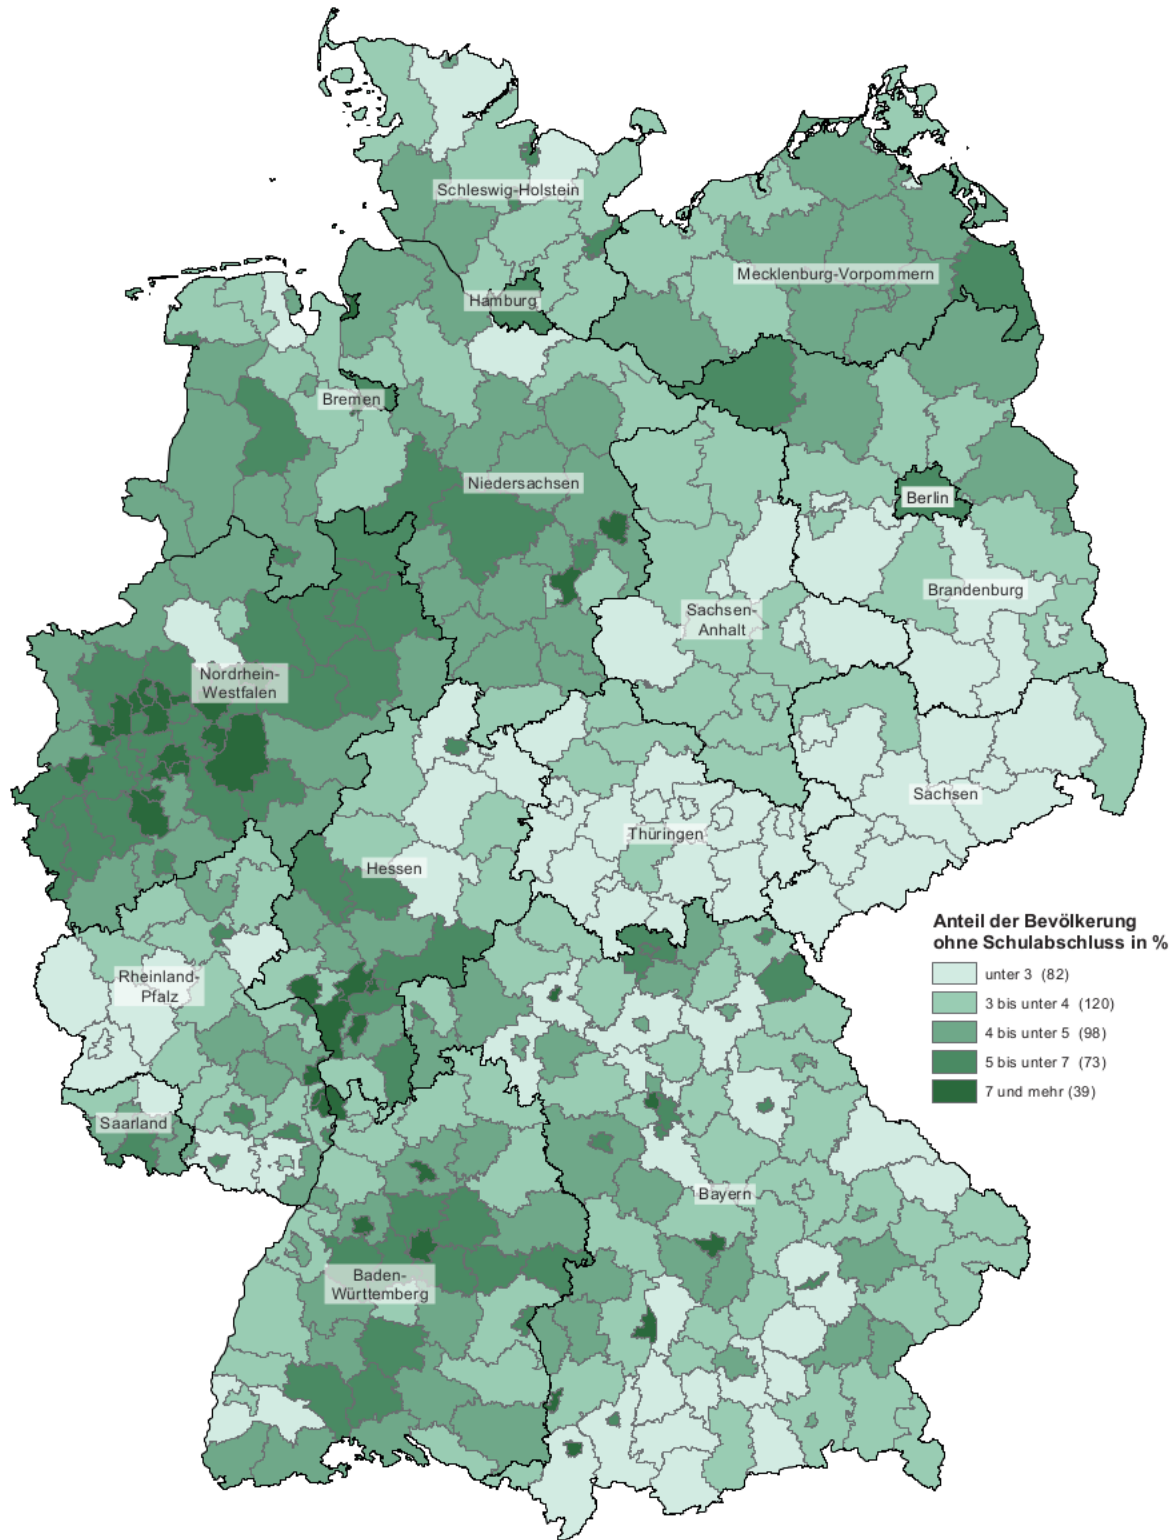 Schleswig-Holstein
Mecklenburg-Vorpommern
Hamburg
Bremen
Niedersachsen
Berlin
Brandenburg
Sachsen-
Anhalt
Nordrhein-
Westfalen
Sachsen
Thüringen
Hessen
Anteil der Bevölkerung
ohne Schulabschluss in %
unter 3 (82)
3 bis unter 4 (120)
4 bis unter 5 (98)
5 bis unter 7 (73)
7 und mehr (39)
Rheinland-
Pfalz
Saarland
Bayern
Baden-
Württemberg